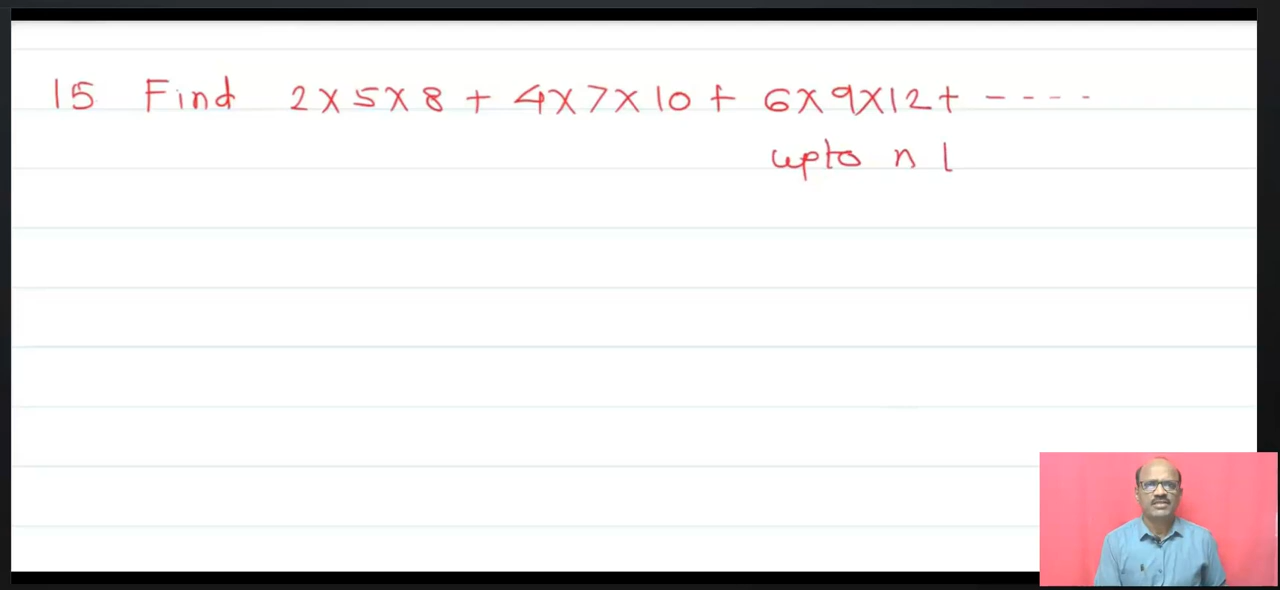 15 Find 2x5x8 + 4x7x10 + 6x9x12 + ----
upto n